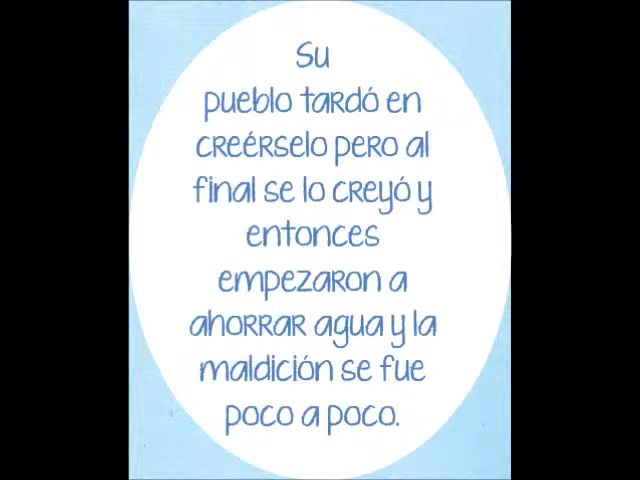 Su
pueblo tardó en
creérselo pero al
final se lo creyó y
entonces
empezaron a
ahorrar agua y la
maldición se fue
poco a poco.